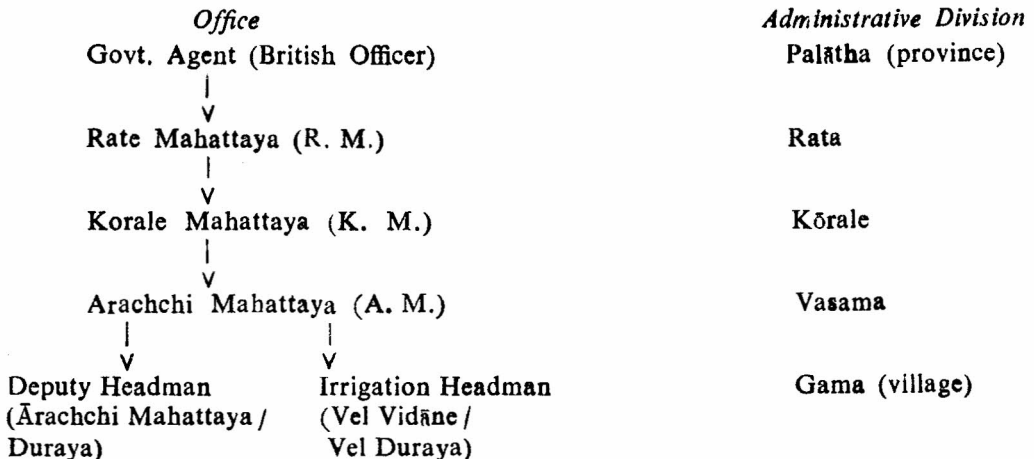 Office Administrative Division
Govt. Agent (British Officer) Palātha (province)
Rate Mahattaya (R. M.) Rata
Korale Mahattaya (K. M.) Kōrale
Arachchi Mahattaya (A. M.) Vasama
Deputy Headman Irrigation Headman Gama (village)
(Ārachchi Mahattaya / (Vel Vidāne /
Duraya) Vel Duraya)